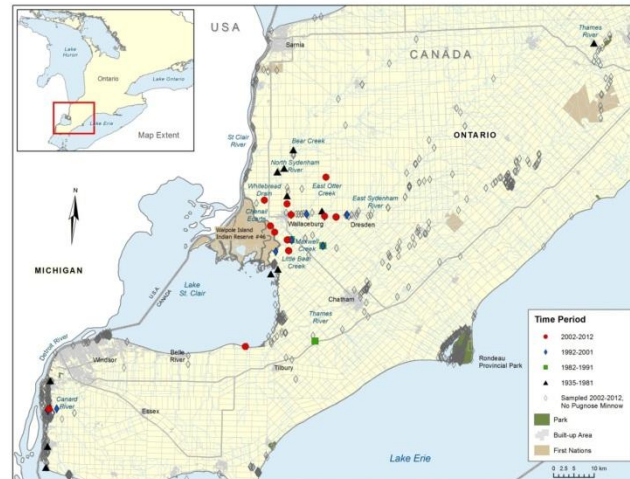 USA
CANADA
ONTARIO
MICHIGAN
Lake
Huron
Ontario
Lake Ontario
Lake Erie
Map Extent
Sarnia
Thames
River
St Clair
River
Bear Creek
North Sydenham
River
Whitebread
Drain
East Otter
Creek
East Sydenham
River
Chenail
Ecarte
Wallaceburg
Dresden
Walpole Island
Indian Reserve #46
Maxwell
Creek
Little Bear
Creek
N
U.S.A.
CANADA
Lake
St. Clair
Chatham
Thames
River
Detroit River
Windsor
Belle
River
Tilbury
Rondeau
Provincial Park
Canard
River
Essex
Lake Erie
Time Period
2002-2012
1992-2001
1982-1991
1935-1981
Sampled 2002-2012,
No Pugnose Minnow
Park
Built-up Area
First Nations
0 2.5 5 10 km